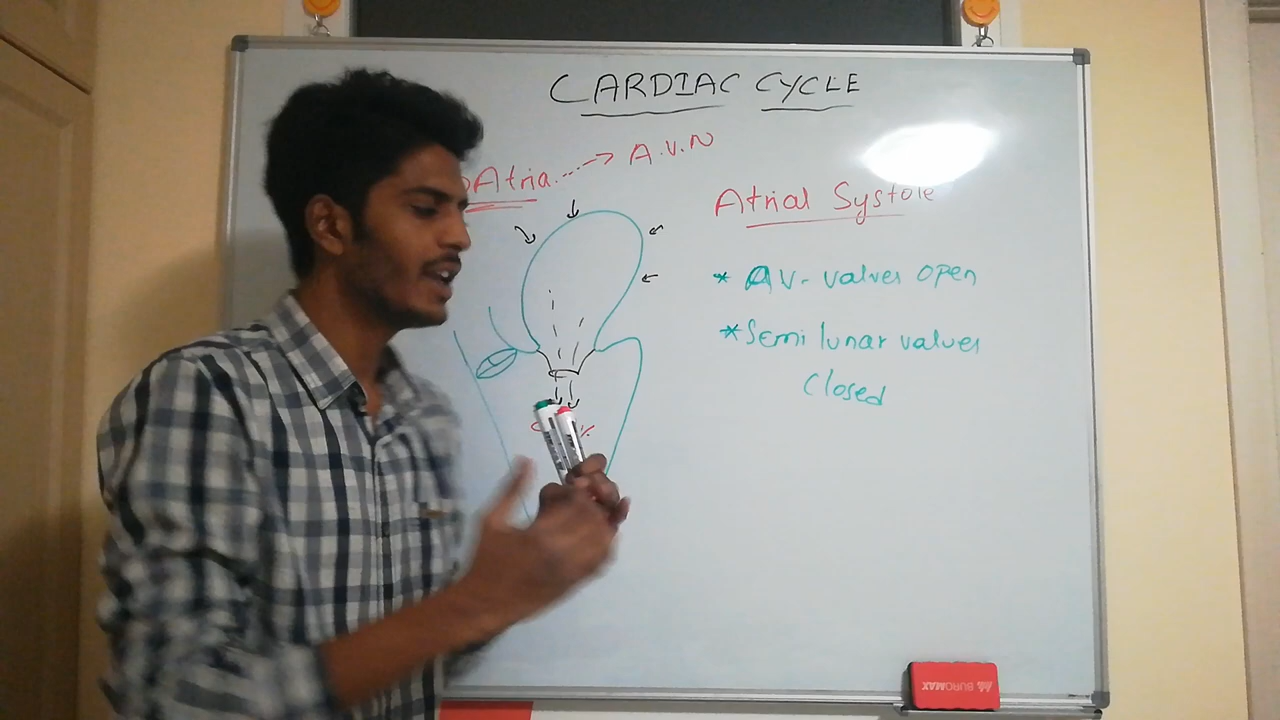 CARDIAC CYCLE
Atria ---> A.V.N
Atrial Systole
* AV- valves open
* Semi lunar valves
closed
BUROMAX